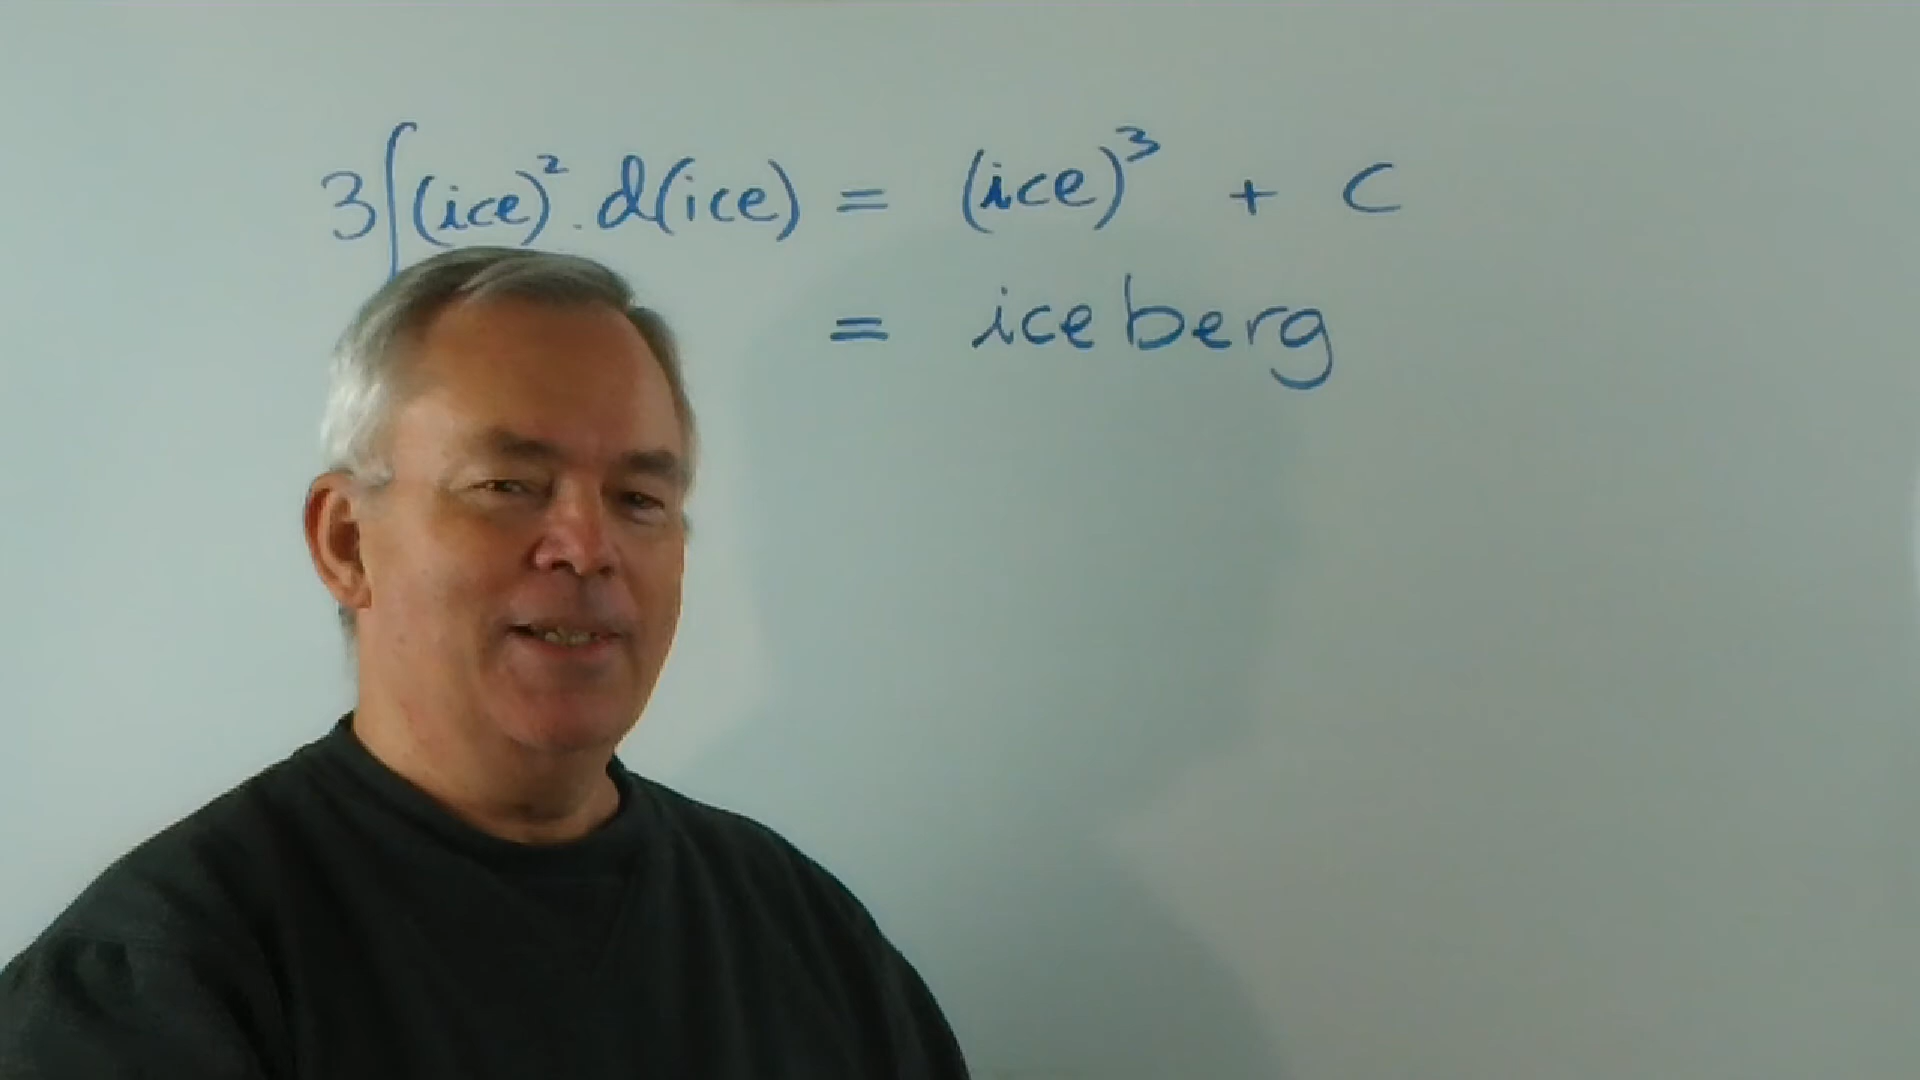 3∫(ice)². d(ice) = (ice)³ + C
= iceberg